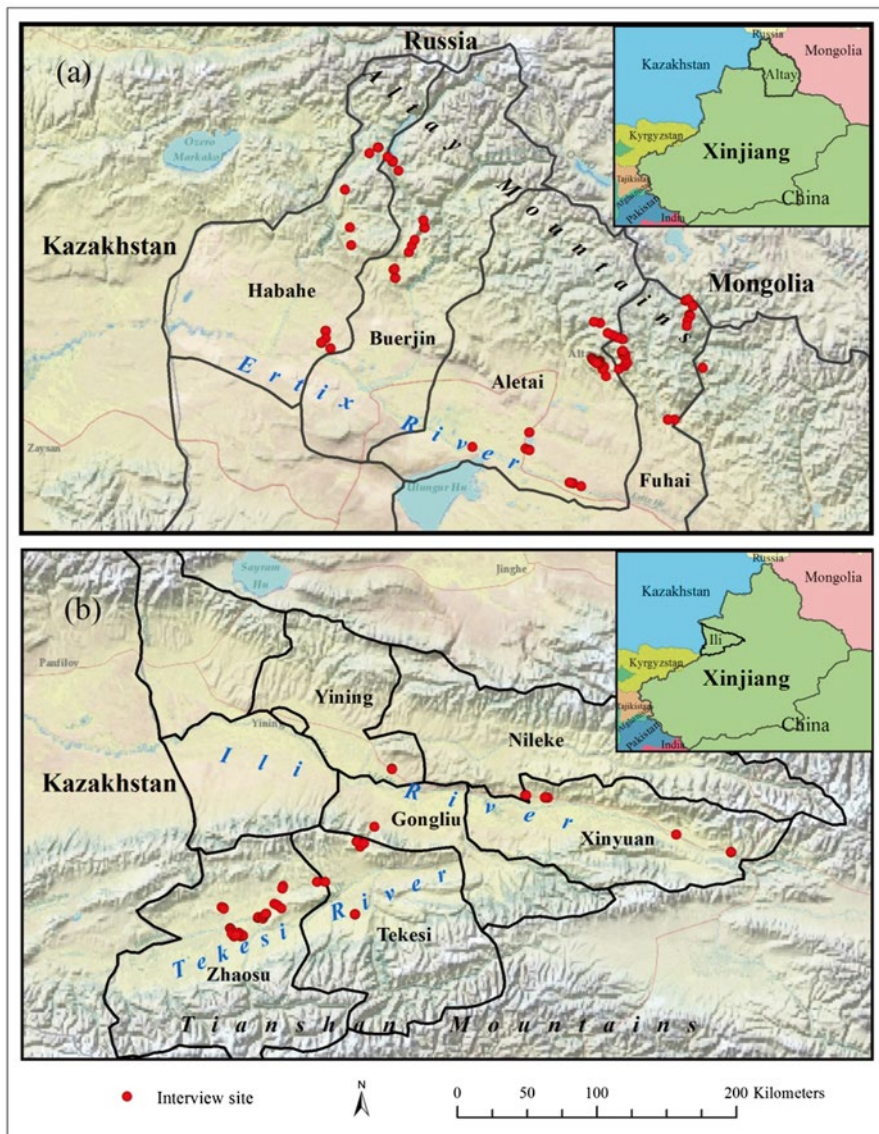 (a)
Russia
Altay Mountains
Ozero
Markakol
Kazakhstan
Mongolia
Habahe
Buerjin
Aletai
Fuhai
Ertix River
Zaysan
Ulungur Hu
Russia
Kazakhstan
Mongolia
Altay
Kyrgyzstan
Xinjiang
Tajikistan
Pakistan
India
China
(b)
Sayram
Hu
Jinghe
Panfilov
Yining
Yining
Nileke
Kazakhstan
Ili River
Gongliu
Xinyuan
Tekesi River
Tekesi
Zhaosu
Tianshan Mountains
Russia
Kazakhstan
Mongolia
Ili
Kyrgyzstan
Xinjiang
Tajikistan
Pakistan
India
China
Interview site
N
0 50 100 200 Kilometers